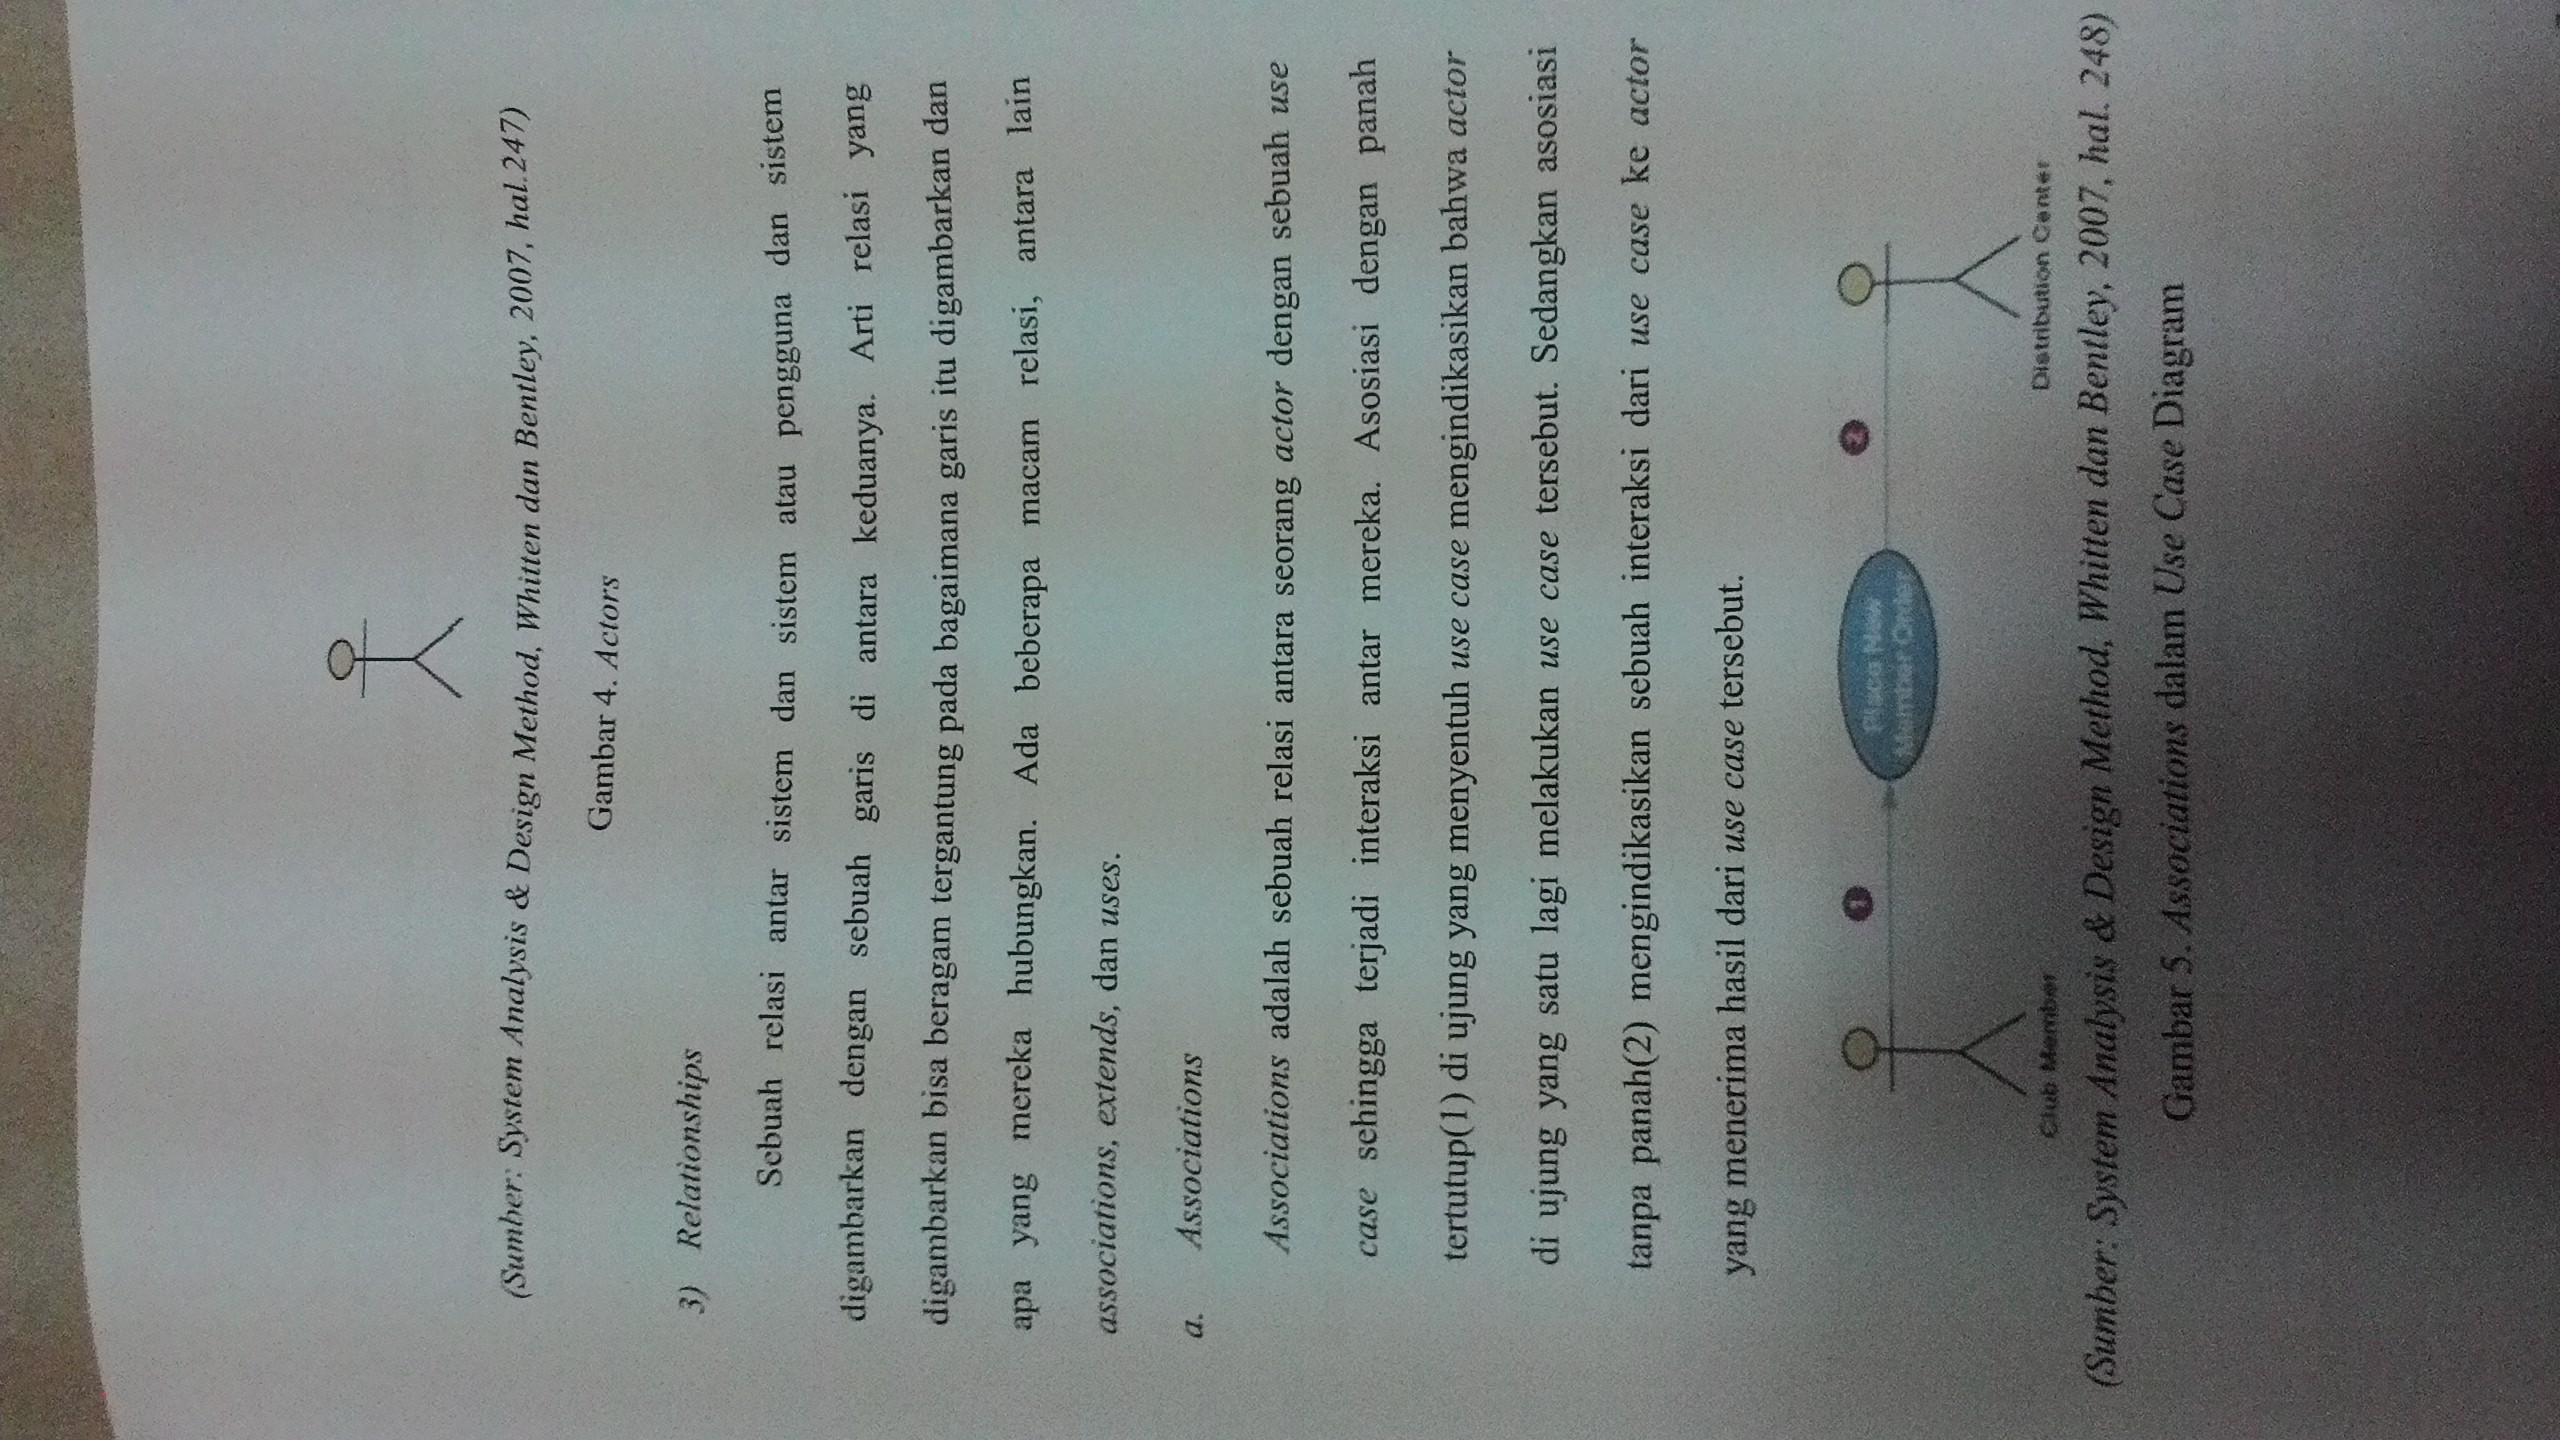 (Sumber: System Analysis & Design Method, Whitten dan Bentley, 2007, hal.247)
Gambar 4. Actors
3) Relationships
Sebuah relasi antar sistem dan sistem atau pengguna dan sistem
digambarkan dengan sebuah garis di antara keduanya. Arti relasi yang
digambarkan bisa beragam tergantung pada bagaimana garis itu digambarkan dan
apa yang mereka hubungkan. Ada beberapa macam relasi, antara lain
associations, extends, dan uses.
a. Associations
Associations adalah sebuah relasi antara seorang actor dengan sebuah use
case sehingga terjadi interaksi antar mereka. Asosiasi dengan panah
tertutup(1) di ujung yang menyentuh use case mengindikasikan bahwa actor
di ujung yang satu lagi melakukan use case tersebut. Sedangkan asosiasi
tanpa panah(2) mengindikasikan sebuah interaksi dari use case ke actor
yang menerima hasil dari use case tersebut.
1
2
Place New
Member Order
Club Member
Distribution Center
(Sumber: System Analysis & Design Method, Whitten dan Bentley, 2007, hal. 248)
Gambar 5. Associations dalam Use Case Diagram